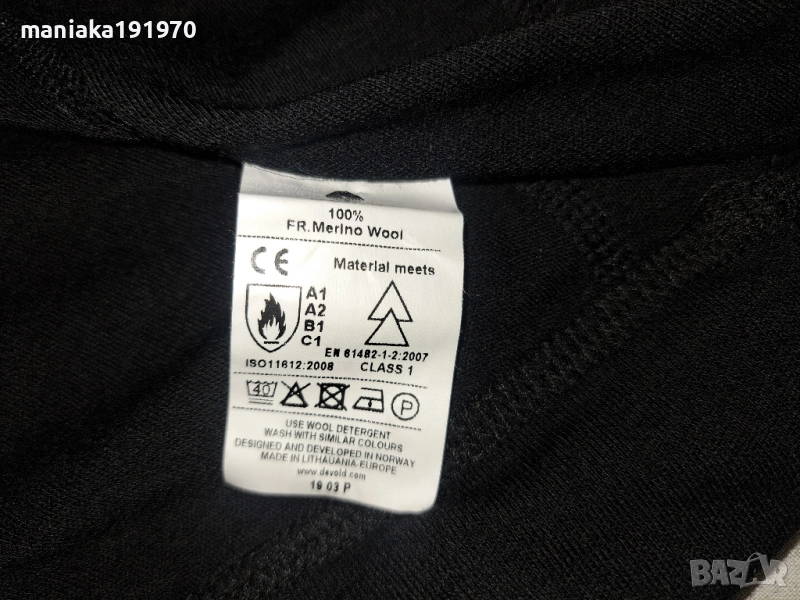 maniaka191970
100%
FR.Merino Wool
CE
Material meets
A1
A2
B1
C1
EN 61482-1-2:2007
ISO11612:2008
CLASS 1
40
P
USE WOOL DETERGENT
WASH WITH SIMILAR COLOURS
DESIGNED AND DEVELOPED IN NORWAY
MADE IN LITHAUANIA-EUROPE
www.devold.com
19 03 P
BAZAR